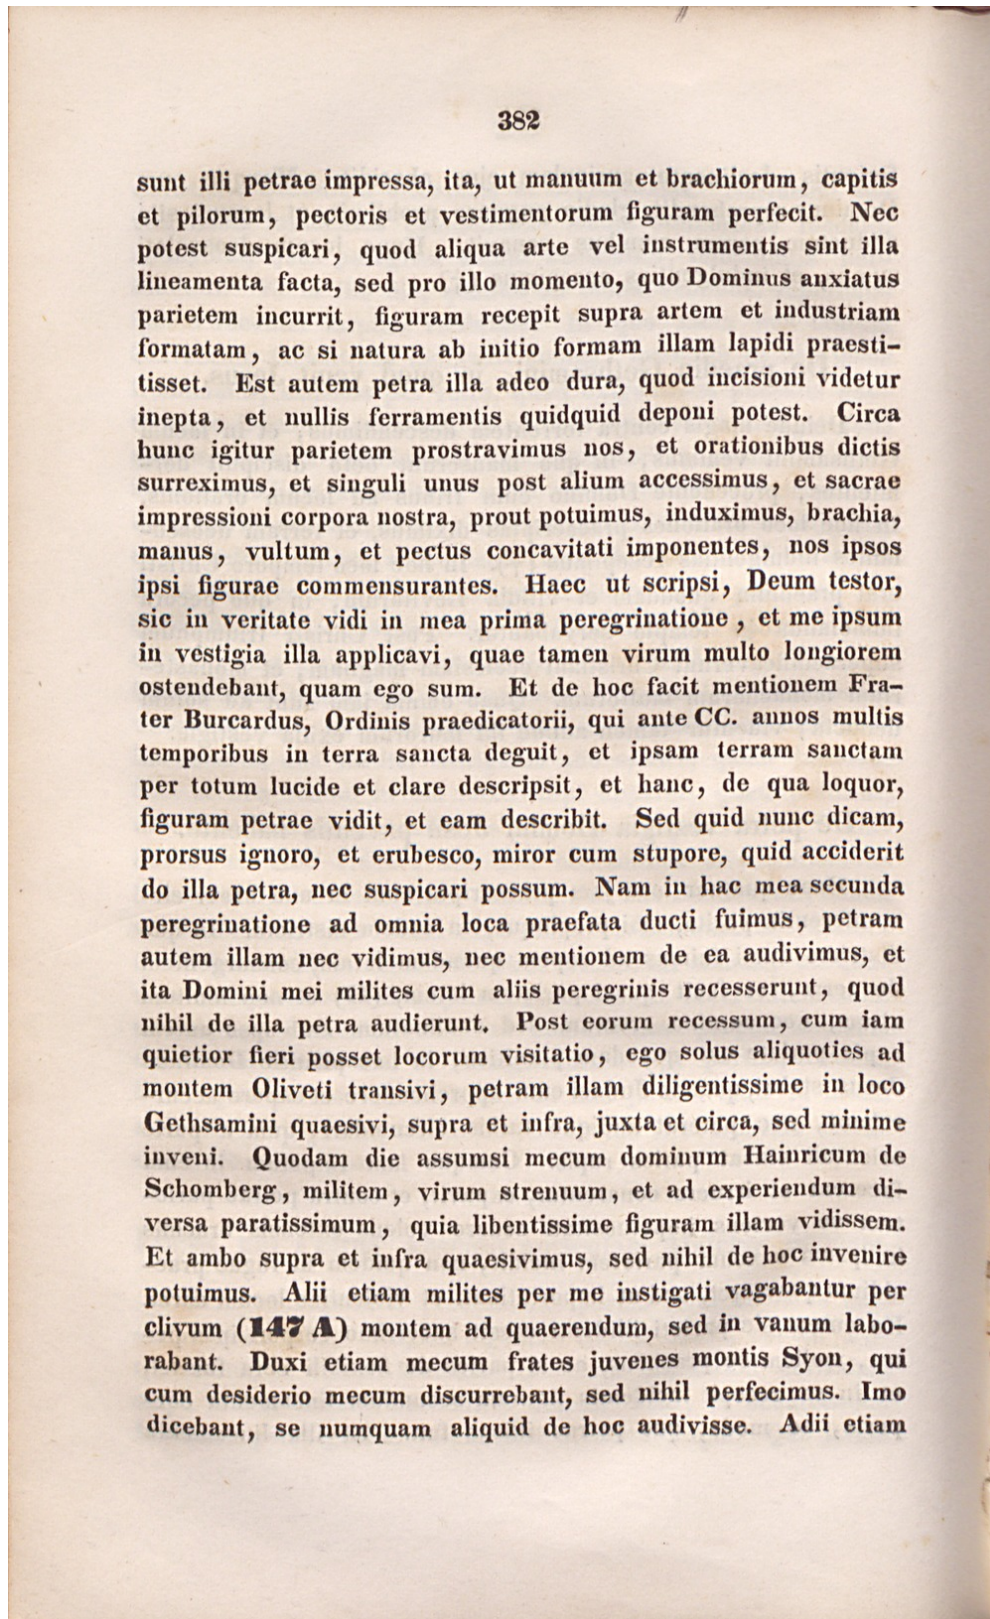 382
sunt illi petrae impressa, ita, ut manuum et brachiorum, capitis
et pilorum, pectoris et vestimentorum figuram perfecit. Nec
potest suspicari, quod aliqua arte vel instrumentis sint illa
lineamenta facta, sed pro illo momento, quo Dominus anxiatus
parietem incurrit, figuram recepit supra artem et industriam
formatam, ac si natura ab initio formam illam lapidi praesti-
tisset. Est autem petra illa adeo dura, quod incisioni videtur
inepta, et nullis ferramentis quidquid deponi potest. Circa
hunc igitur parietem prostravimus nos, et orationibus dictis
surreximus, et singuli unus post alium accessimus, et sacrae
impressioni corpora nostra, prout potuimus, induximus, brachia,
manus, vultum, et pectus concavitati imponentes, nos ipsos
ipsi figurae commensurantes. Haec ut scripsi, Deum testor,
sic in veritate vidi in mea prima peregrinatione, et me ipsum
in vestigia illa applicavi, quae tamen virum multo longiorem
ostendebant, quam ego sum. Et de hoc facit mentionem Fra-
ter Burcardus, Ordinis praedicatorii, qui ante CC. annos multis
temporibus in terra sancta deguit, et ipsam terram sanctam
per totum lucide et clare descripsit, et hanc, de qua loquor,
figuram petrae vidit, et eam describit. Sed quid nunc dicam,
prorsus ignoro, et erubesco, miror cum stupore, quid acciderit
do illa petra, nec suspicari possum. Nam in hac mea secunda
peregrinatione ad omnia loca praefata ducti fuimus, petram
autem illam nec vidimus, nec mentionem de ea audivimus, et
ita Domini mei milites cum aliis peregrinis recesserunt, quod
nihil de illa petra audierunt. Post eorum recessum, cum iam
quietior fieri posset locorum visitatio, ego solus aliquoties ad
montem Oliveti transivi, petram illam diligentissime in loco
Gethsamini quaesivi, supra et infra, juxta et circa, sed minime
inveni. Quodam die assumsi mecum dominum Hainricum de
Schomberg, militem, virum strenuum, et ad experiendum di-
versa paratissimum, quia libentissime figuram illam vidissem.
Et ambo supra et infra quaesivimus, sed nihil de hoc invenire
potuimus. Alii etiam milites per me instigati vagabantur per
clivum (147 A) montem ad quaerendum, sed in vanum labo-
rabant. Duxi etiam mecum frates juvenes montis Syon, qui
cum desiderio mecum discurrebant, sed nihil perfecimus. Imo
dicebant, se numquam aliquid de hoc audivisse. Adii etiam